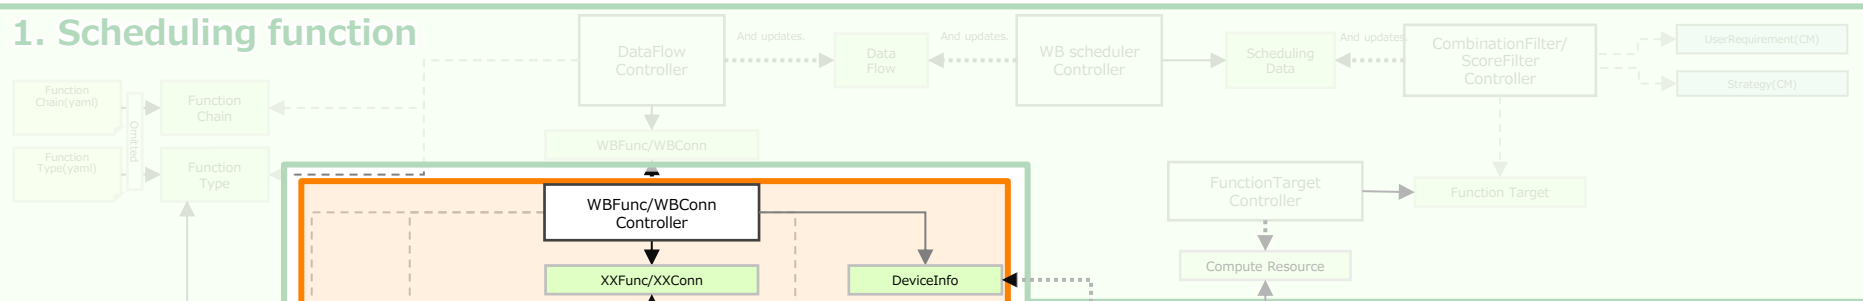 1. Scheduling function
DataFlow
Controller
And updates.
Data
Flow
And updates.
WB scheduler
Controller
Scheduling
Data
And updates.
CombinationFilter/
ScoreFilter
Controller
UserRequirement(CM)
Strategy(CM)
Function
Chain(yaml)
Omitted
Function
Chain
Function
Type(yaml)
Function
Type
WBFunc/WBConn
FunctionTarget
Controller
Function Target
WBFunc/WBConn
Controller
Compute Resource
XXFunc/XXConn
DeviceInfo